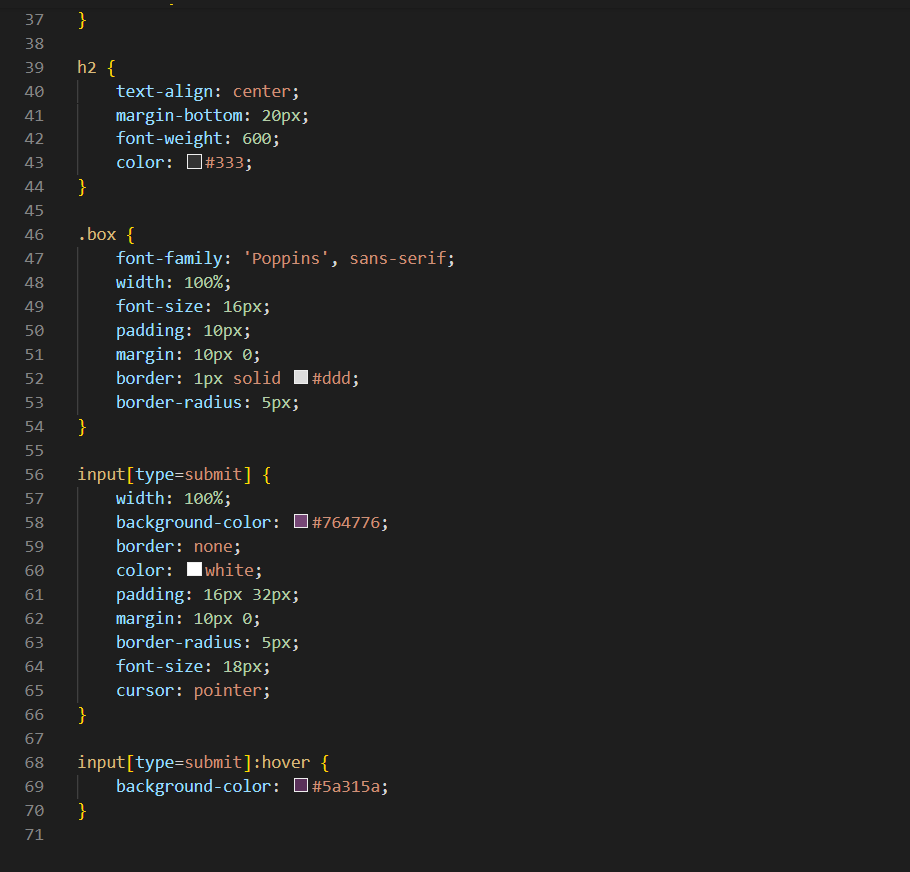 37 }
38
39 h2 {
40 text-align: center;
41 margin-bottom: 20px;
42 font-weight: 600;
43 color: #333;
44 }
45
46 .box {
47 font-family: 'Poppins', sans-serif;
48 width: 100%;
49 font-size: 16px;
50 padding: 10px;
51 margin: 10px 0;
52 border: 1px solid #ddd;
53 border-radius: 5px;
54 }
55
56 input[type=submit] {
57 width: 100%;
58 background-color: #764776;
59 border: none;
60 color: white;
61 padding: 16px 32px;
62 margin: 10px 0;
63 border-radius: 5px;
64 font-size: 18px;
65 cursor: pointer;
66 }
67
68 input[type=submit]:hover {
69 background-color: #5a315a;
70 }
71